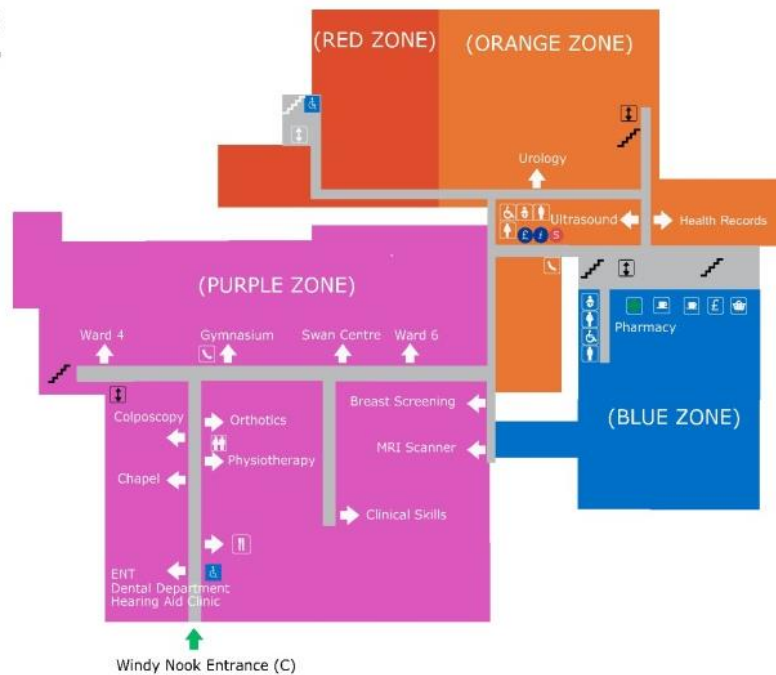 (RED ZONE)
(ORANGE ZONE)
Urology
Ultrasound
Health Records
(PURPLE ZONE)
Ward 4
Gymnasium
Swan Centre
Ward 6
£
i
S
£
Pharmacy
(BLUE ZONE)
Colposcopy
Orthotics
Breast Screening
Physiotherapy
MRI Scanner
Chapel
Clinical Skills
ENT
Dental Department
Hearing Aid Clinic
Windy Nook Entrance (C)